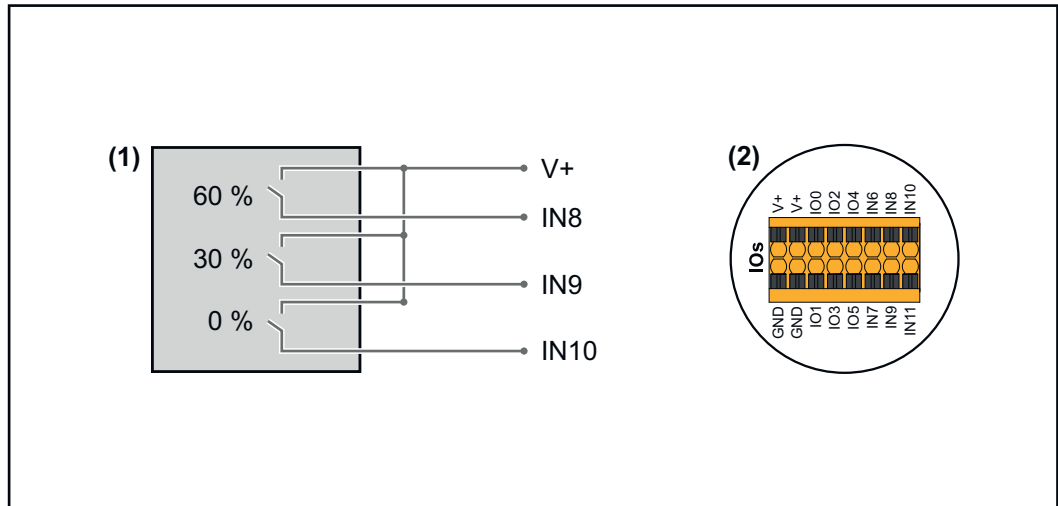 (1)
60 %
30 %
0 %
V+
IN8
IN9
IN10
(2)
IOs
V+
V+
IO0
IO2
IO4
IN6
IN8
IN10
GND
GND
IO1
IO3
IO5
IN7
IN9
IN11